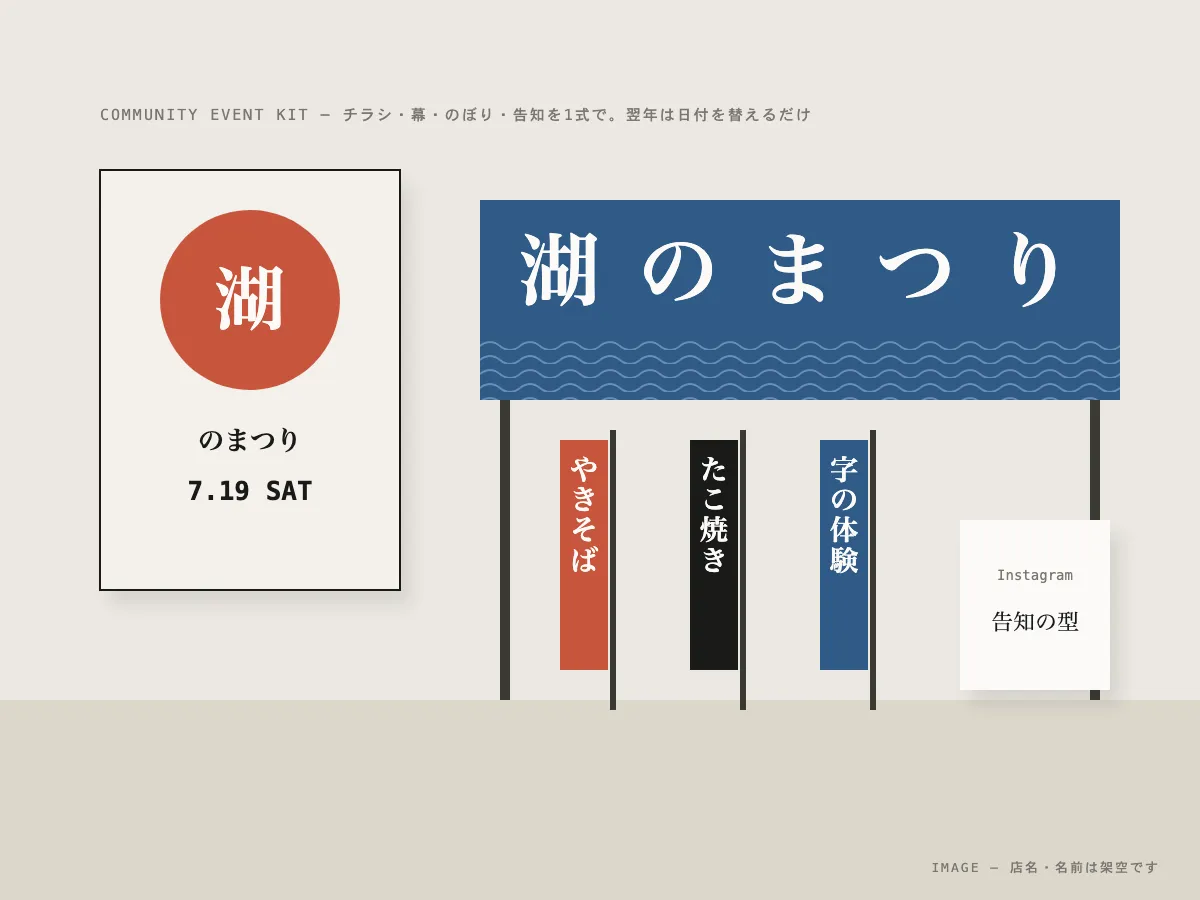 COMMUNITY EVENT KIT — チラシ・幕・のぼり・告知を1式で。翌年は日付を替えるだけ
湖
のまつり
7.19 SAT
湖のまつり
やきそば
たこ焼き
字の体験
Instagram
告知の型
IMAGE — 店名・名前は架空です